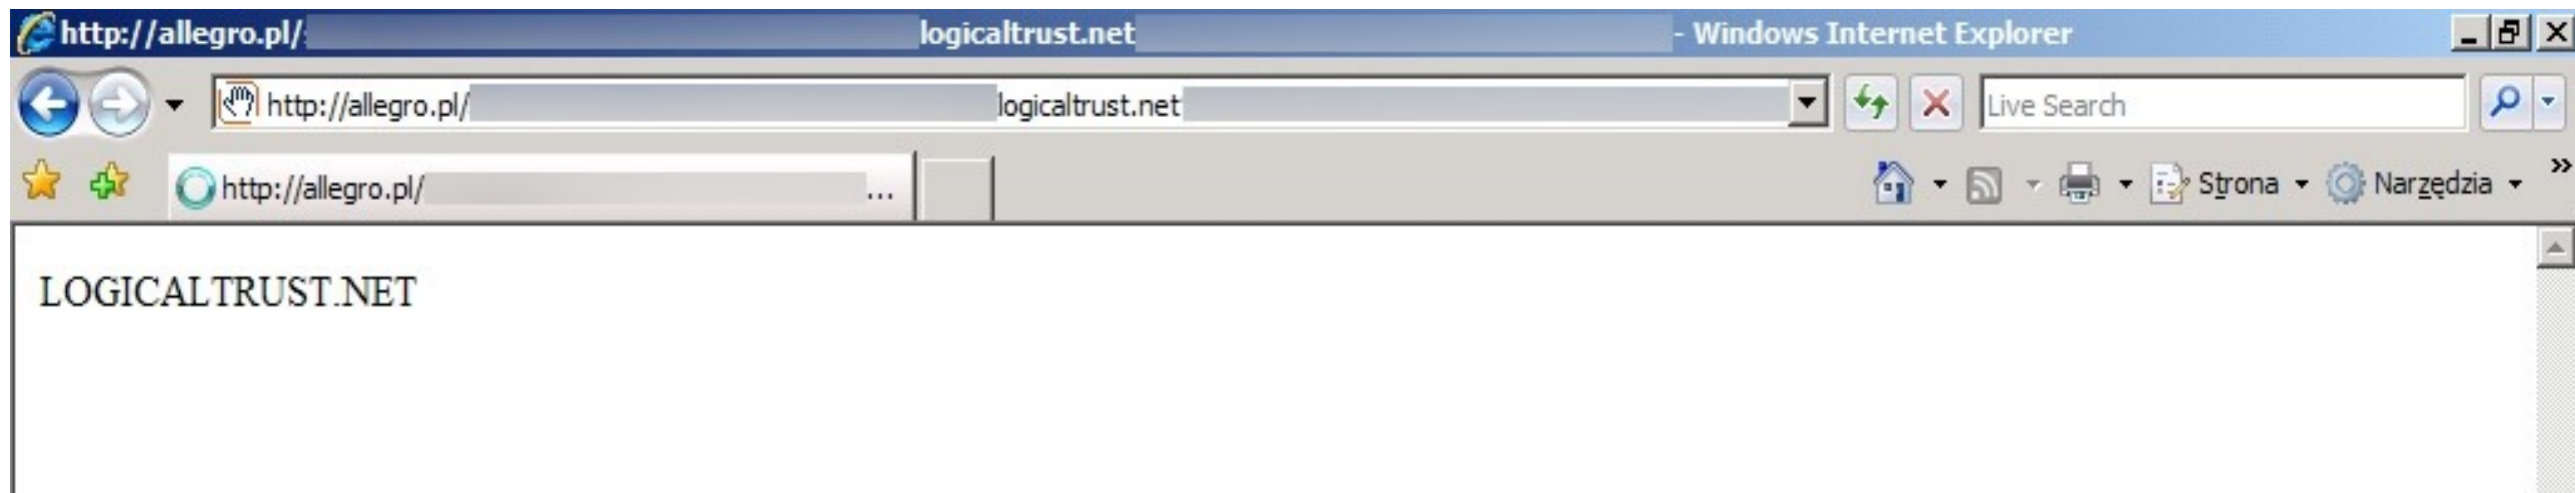 http://allegro.pl/ logicaltrust.net - Windows Internet Explorer
http://allegro.pl/ logicaltrust.net Live Search
http://allegro.pl/ ... Strona Narzędzia »
LOGICALTRUST.NET